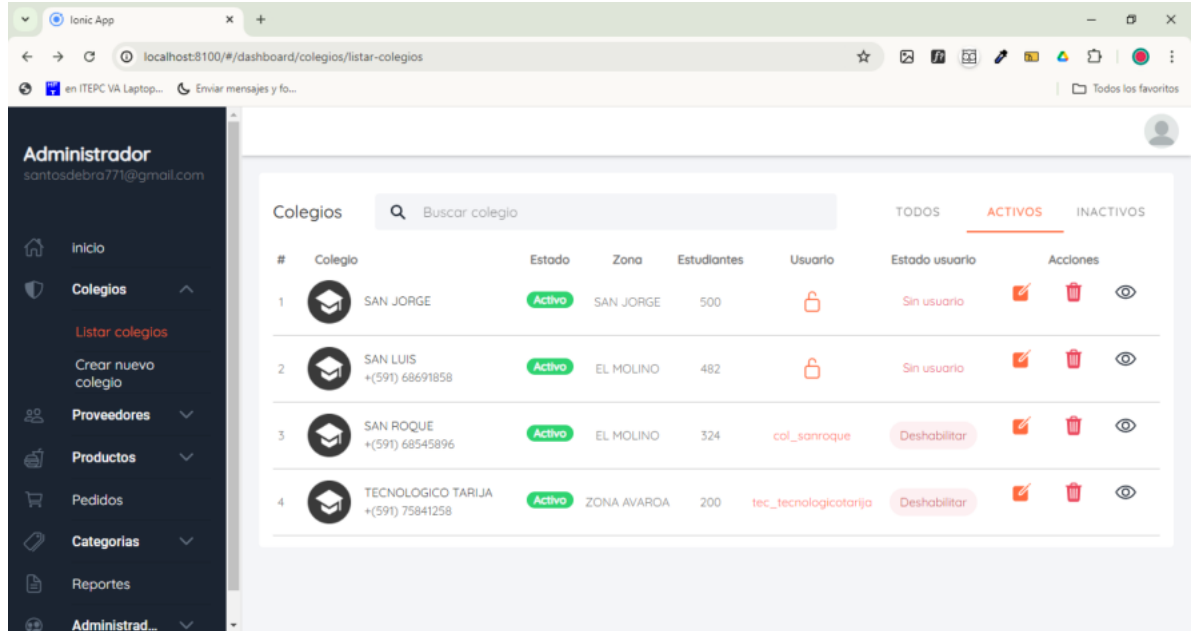 Ionic App
localhost:8100/#/dashboard/colegios/listar-colegios
en ITEPC VA Laptop...
Enviar mensajes y fo...
Todos los favoritos
Administrador
santosdebra771@gmail.com
Inicio
Colegios
Listar colegios
Crear nuevo
colegio
Proveedores
Productos
Pedidos
Categorias
Reportes
Administrad...
Colegios
Buscar colegio
TODOS
ACTIVOS
INACTIVOS
# Colegio Estado Zona Estudiantes Usuario Estado usuario Acciones
1 SAN JORGE Activo SAN JORGE 500 Sin usuario
2 SAN LUIS Activo EL MOLINO 482 Sin usuario
+(591) 68691858
3 SAN ROQUE Activo EL MOLINO 324 col_sanroque Deshabilitar
+(591) 68545896
4 TECNOLOGICO TARIJA Activo ZONA AVAROA 200 tec_tecnologicotarija Deshabilitar
+(591) 75841258